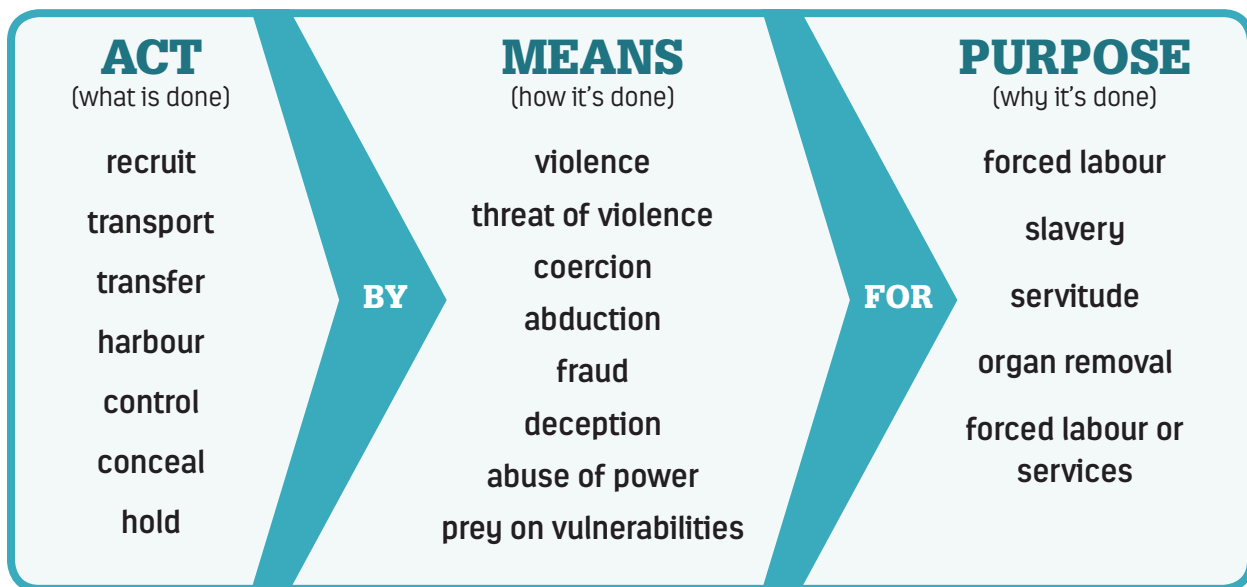 ACT
(what is done)
recruit
transport
transfer
harbour
control
conceal
hold
BY
MEANS
(how it's done)
violence
threat of violence
coercion
abduction
fraud
deception
abuse of power
prey on vulnerabilities
FOR
PURPOSE
(why it's done)
forced labour
slavery
servitude
organ removal
forced labour or
services